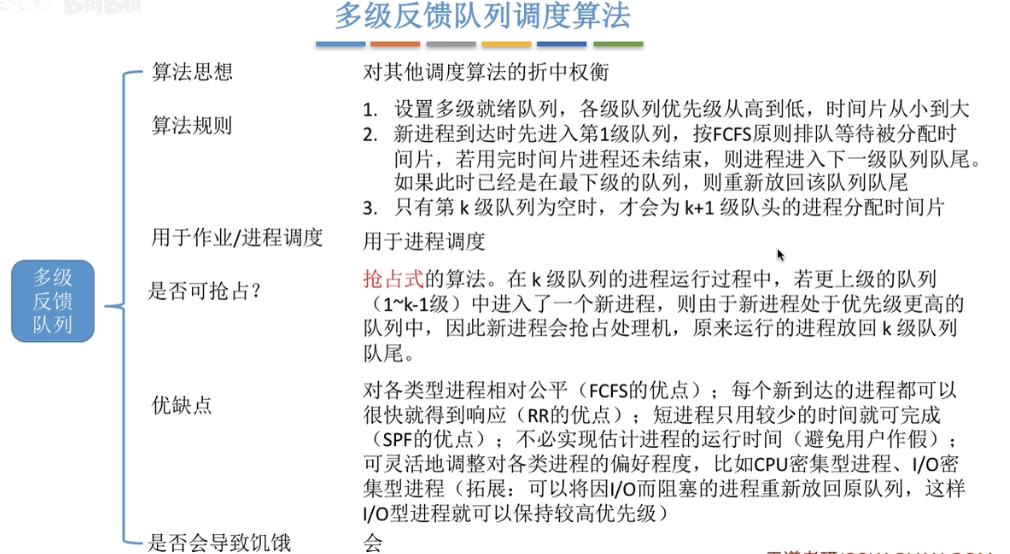 多级反馈队列调度算法
算法思想
对其他调度算法的折中权衡
算法规则
1. 设置多级就绪队列，各级队列优先级从高到低，时间片从小到大
2. 新进程到达时先进入第1级队列，按FCFS原则排队等待被分配时
间片，若用完时间片进程还未结束，则进程进入下一级队列队尾。
如果此时已经是在最下级的队列，则重新放回该队列队尾
3. 只有第 k 级队列为空时，才会为 k+1 级队头的进程分配时间片
用于作业/进程调度
用于进程调度
多级
反馈
队列
是否可抢占？
抢占式的算法。在 k 级队列的进程运行过程中，若更上级的队列
（1~k-1级）中进入了一个新进程，则由于新进程处于优先级更高的
队列中，因此新进程会抢占处理机，原来运行的进程放回 k 级队列
队尾。
优缺点
对各类型进程相对公平（FCFS的优点）；每个新到达的进程都可以
很快就得到响应（RR的优点）；短进程只用较少的时间就可完成
（SPF的优点）；不必实现估计进程的运行时间（避免用户作假）；
可灵活地调整对各类进程的偏好程度，比如CPU密集型进程、I/O密
集型进程（拓展：可以将因I/O而阻塞的进程重新放回原队列，这样
I/O型进程就可以保持较高优先级）
是否会导致饥饿
会